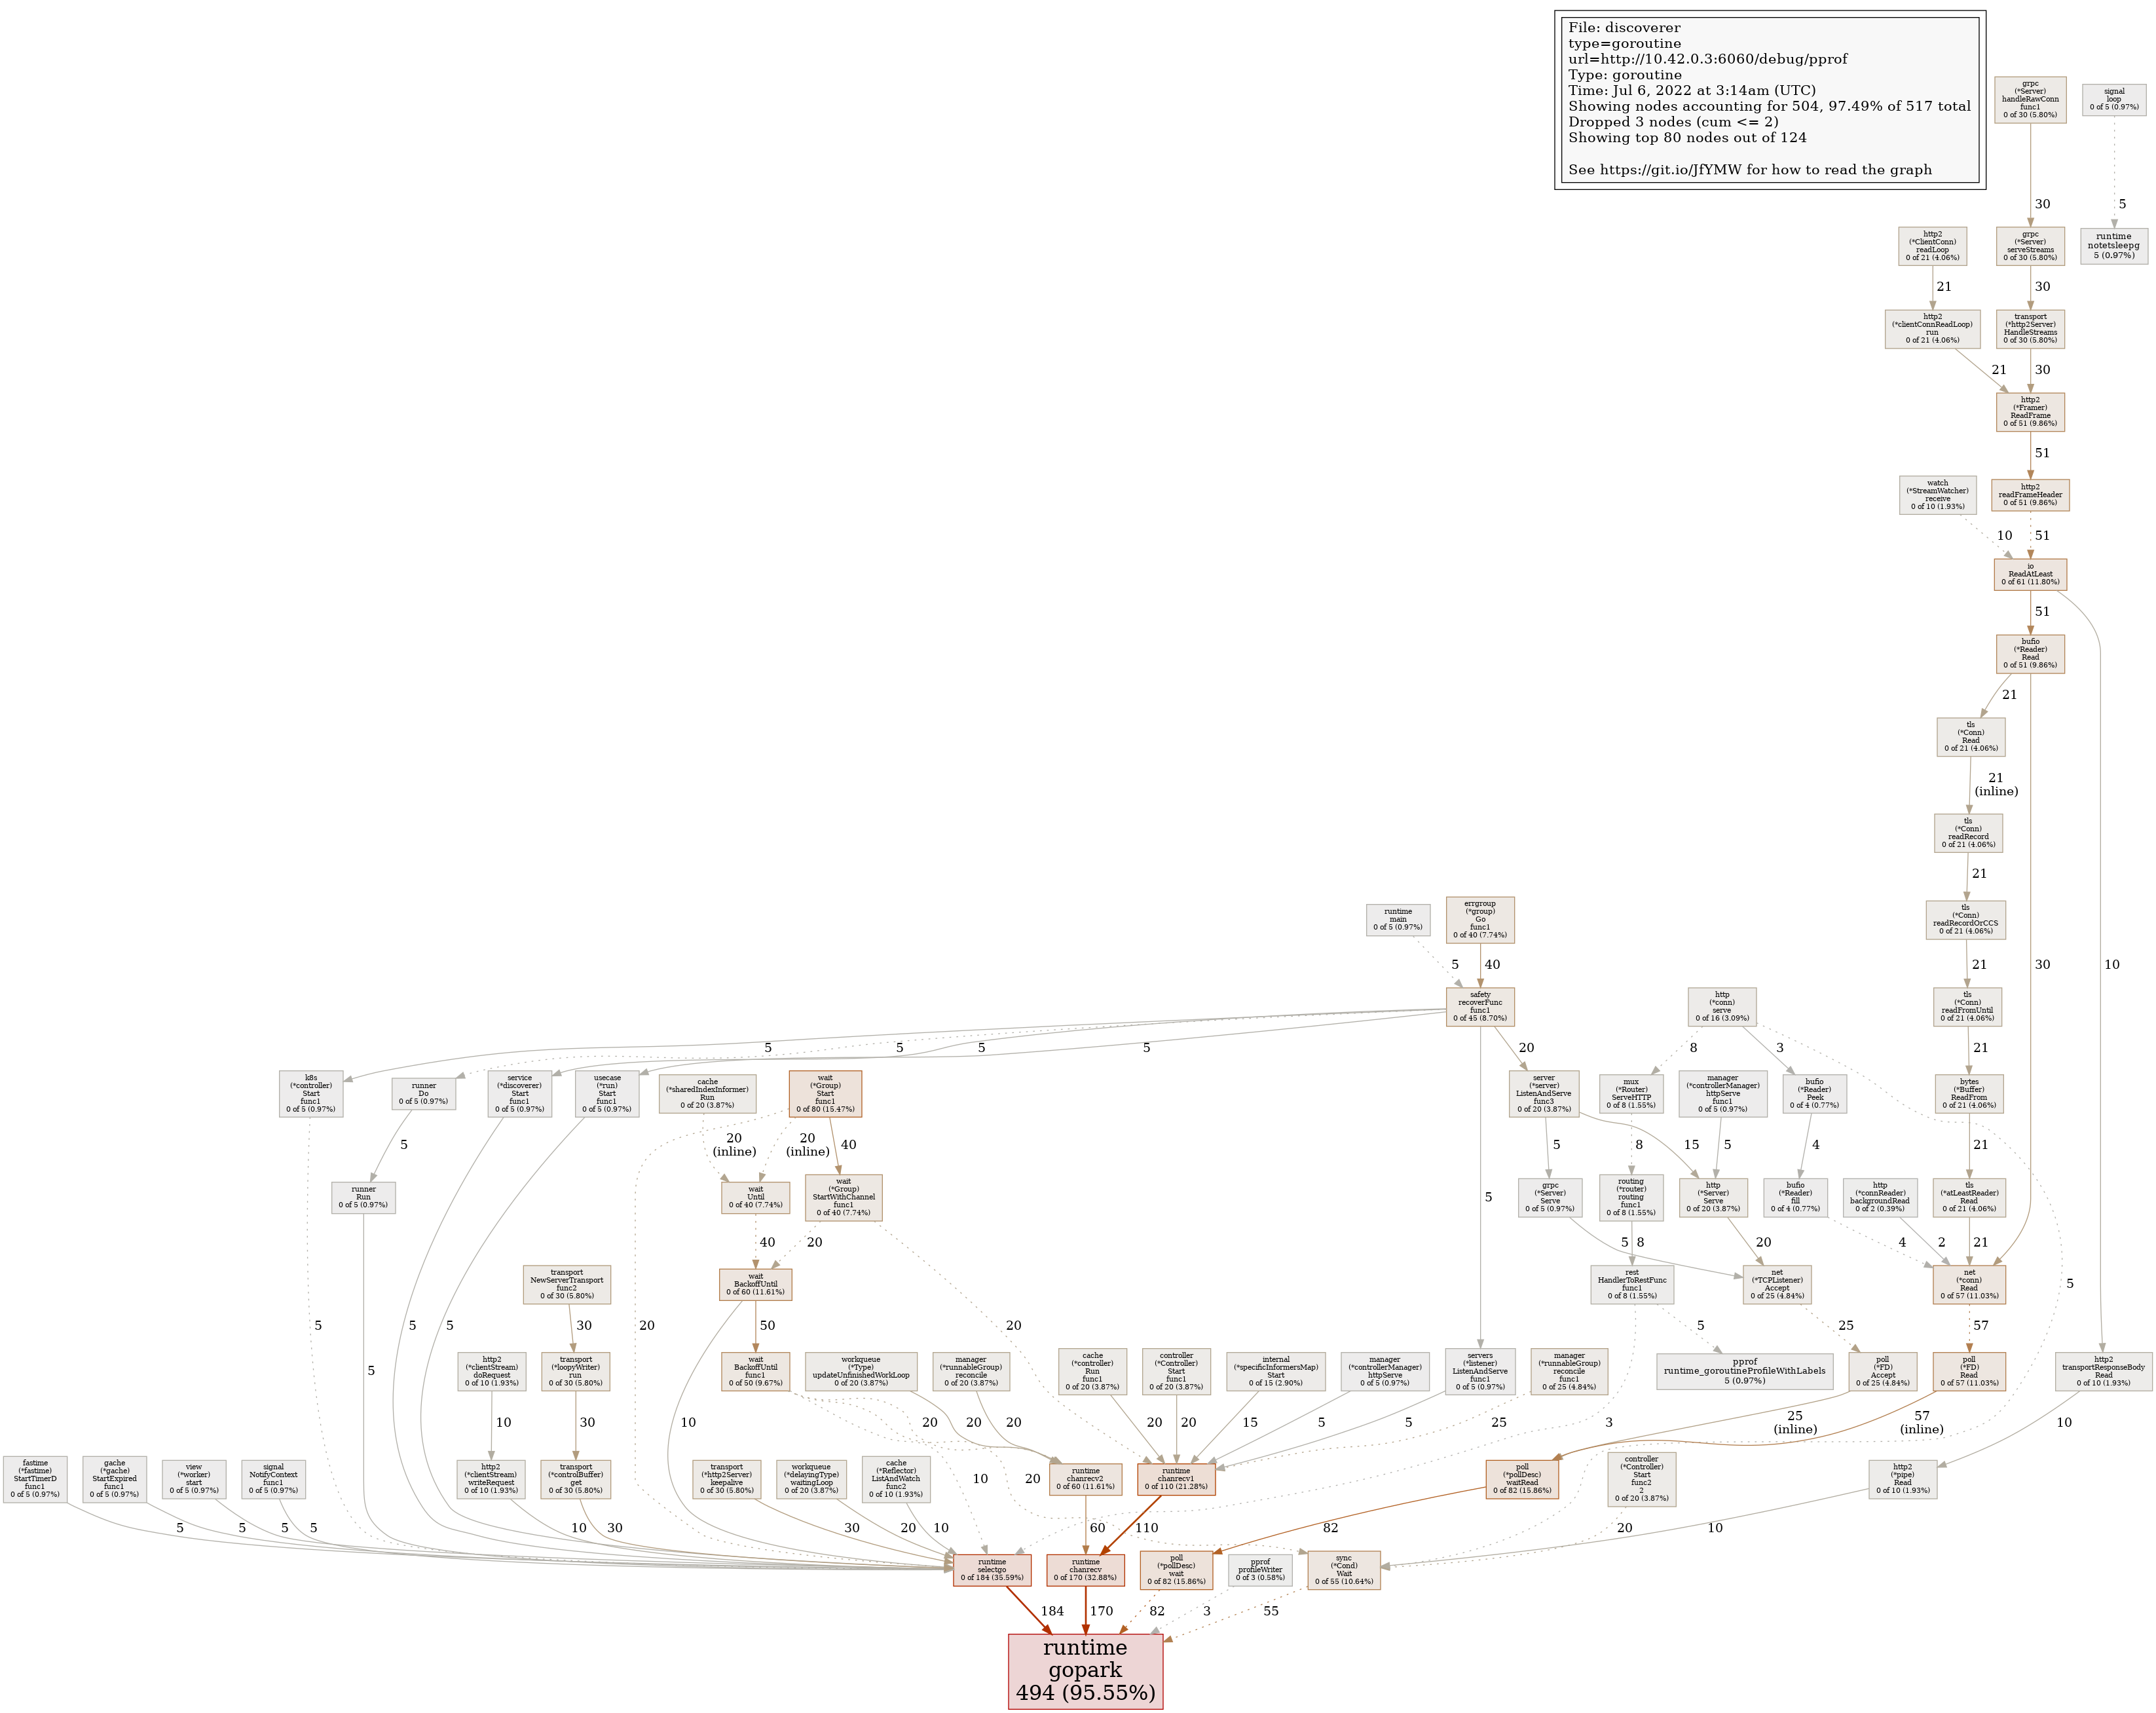 File: discoverer
type=goroutine
url=http://10.42.0.3:6060/debug/pprof
Type: goroutine
Time: Jul 6, 2022 at 3:14am (UTC)
Showing nodes accounting for 504, 97.49% of 517 total
Dropped 3 nodes (cum <= 2)
Showing top 80 nodes out of 124
See https://git.io/JfYMW for how to read the graph
grpc
(*Server)
handleRawConn
func1
0 of 30 (5.80%)
signal
loop
0 of 5 (0.97%)
30
5
http2
(*ClientConn)
readLoop
0 of 21 (4.06%)
grpc
(*Server)
serveStreams
0 of 30 (5.80%)
runtime
notetsleepg
5 (0.97%)
21
30
http2
(*clientConnReadLoop)
run
0 of 21 (4.06%)
transport
(*http2Server)
HandleStreams
0 of 30 (5.80%)
21
30
http2
(*Framer)
ReadFrame
0 of 51 (9.86%)
51
watch
(*StreamWatcher)
receive
0 of 10 (1.93%)
http2
readFrameHeader
0 of 51 (9.86%)
10
51
io
ReadAtLeast
0 of 61 (11.80%)
51
bufio
(*Reader)
Read
0 of 51 (9.86%)
21
tls
(*Conn)
Read
0 of 21 (4.06%)
21
(inline)
tls
(*Conn)
readRecord
0 of 21 (4.06%)
21
runtime
main
0 of 5 (0.97%)
errgroup
(*group)
Go
func1
0 of 40 (7.74%)
tls
(*Conn)
readRecordOrCCS
0 of 21 (4.06%)
5
40
21
30
10
safety
recoverFunc
func1
0 of 45 (8.70%)
http
(*conn)
serve
0 of 16 (3.09%)
tls
(*Conn)
readFromUntil
0 of 21 (4.06%)
5
5
5
5
20
8
3
21
k8s
(*controller)
Start
func1
0 of 5 (0.97%)
runner
Do
0 of 5 (0.97%)
service
(*discoverer)
Start
func1
0 of 5 (0.97%)
usecase
(*run)
Start
func1
0 of 5 (0.97%)
cache
(*sharedIndexInformer)
Run
0 of 20 (3.87%)
wait
(*Group)
Start
func1
0 of 80 (15.47%)
server
(*server)
ListenAndServe
func3
0 of 20 (3.87%)
mux
(*Router)
ServeHTTP
0 of 8 (1.55%)
manager
(*controllerManager)
httpServe
func1
0 of 5 (0.97%)
bufio
(*Reader)
Peek
0 of 4 (0.77%)
bytes
(*Buffer)
ReadFrom
0 of 21 (4.06%)
5
20
(inline)
20
(inline)
40
5
15
8
5
4
21
runner
Run
0 of 5 (0.97%)
wait
Until
0 of 40 (7.74%)
wait
(*Group)
StartWithChannel
func1
0 of 40 (7.74%)
5
grpc
(*Server)
Serve
0 of 5 (0.97%)
routing
(*router)
routing
func1
0 of 8 (1.55%)
http
(*Server)
Serve
0 of 20 (3.87%)
bufio
(*Reader)
fill
0 of 4 (0.77%)
http
(*connReader)
backgroundRead
0 of 2 (0.39%)
tls
(*atLeastReader)
Read
0 of 21 (4.06%)
40
20
5
8
20
4
2
21
transport
NewServerTransport
func2
0 of 30 (5.80%)
wait
BackoffUntil
0 of 60 (11.61%)
rest
HandlerToRestFunc
func1
0 of 8 (1.55%)
net
(*TCPListener)
Accept
0 of 25 (4.84%)
net
(*conn)
Read
0 of 57 (11.03%)
5
5
5
5
30
20
50
20
5
25
57
5
http2
(*clientStream)
doRequest
0 of 10 (1.93%)
transport
(*loopyWriter)
run
0 of 30 (5.80%)
wait
BackoffUntil
func1
0 of 50 (9.67%)
workqueue
(*Type)
updateUnfinishedWorkLoop
0 of 20 (3.87%)
manager
(*runnableGroup)
reconcile
0 of 20 (3.87%)
cache
(*controller)
Run
func1
0 of 20 (3.87%)
controller
(*Controller)
Start
func1
0 of 20 (3.87%)
internal
(*specificInformersMap)
Start
0 of 15 (2.90%)
manager
(*controllerManager)
httpServe
0 of 5 (0.97%)
servers
(*listener)
ListenAndServe
func1
0 of 5 (0.97%)
manager
(*runnableGroup)
reconcile
func1
0 of 25 (4.84%)
pprof
runtime_goroutineProfileWithLabels
5 (0.97%)
poll
(*FD)
Accept
0 of 25 (4.84%)
poll
(*FD)
Read
0 of 57 (11.03%)
http2
transportResponseBody
Read
0 of 10 (1.93%)
10
30
10
20
20
20
20
20
15
5
5
25
3
25
(inline)
57
(inline)
10
fastime
(*fastime)
StartTimerD
func1
0 of 5 (0.97%)
gache
(*gache)
StartExpired
func1
0 of 5 (0.97%)
view
(*worker)
start
0 of 5 (0.97%)
signal
NotifyContext
func1
0 of 5 (0.97%)
http2
(*clientStream)
writeRequest
0 of 10 (1.93%)
transport
(*controlBuffer)
get
0 of 30 (5.80%)
transport
(*http2Server)
keepalive
0 of 30 (5.80%)
workqueue
(*delayingType)
waitingLoop
0 of 20 (3.87%)
cache
(*Reflector)
ListAndWatch
func2
0 of 10 (1.93%)
10
runtime
chanrecv2
0 of 60 (11.61%)
runtime
chanrecv1
0 of 110 (21.28%)
poll
(*pollDesc)
waitRead
0 of 82 (15.86%)
controller
(*Controller)
Start
func2
2
0 of 20 (3.87%)
http2
(*pipe)
Read
0 of 10 (1.93%)
5
5
5
5
10
30
30
20
10
60
110
82
20
10
runtime
selectgo
0 of 184 (35.59%)
runtime
chanrecv
0 of 170 (32.88%)
poll
(*pollDesc)
wait
0 of 82 (15.86%)
pprof
profileWriter
0 of 3 (0.58%)
sync
(*Cond)
Wait
0 of 55 (10.64%)
184
170
82
3
55
runtime
gopark
494 (95.55%)